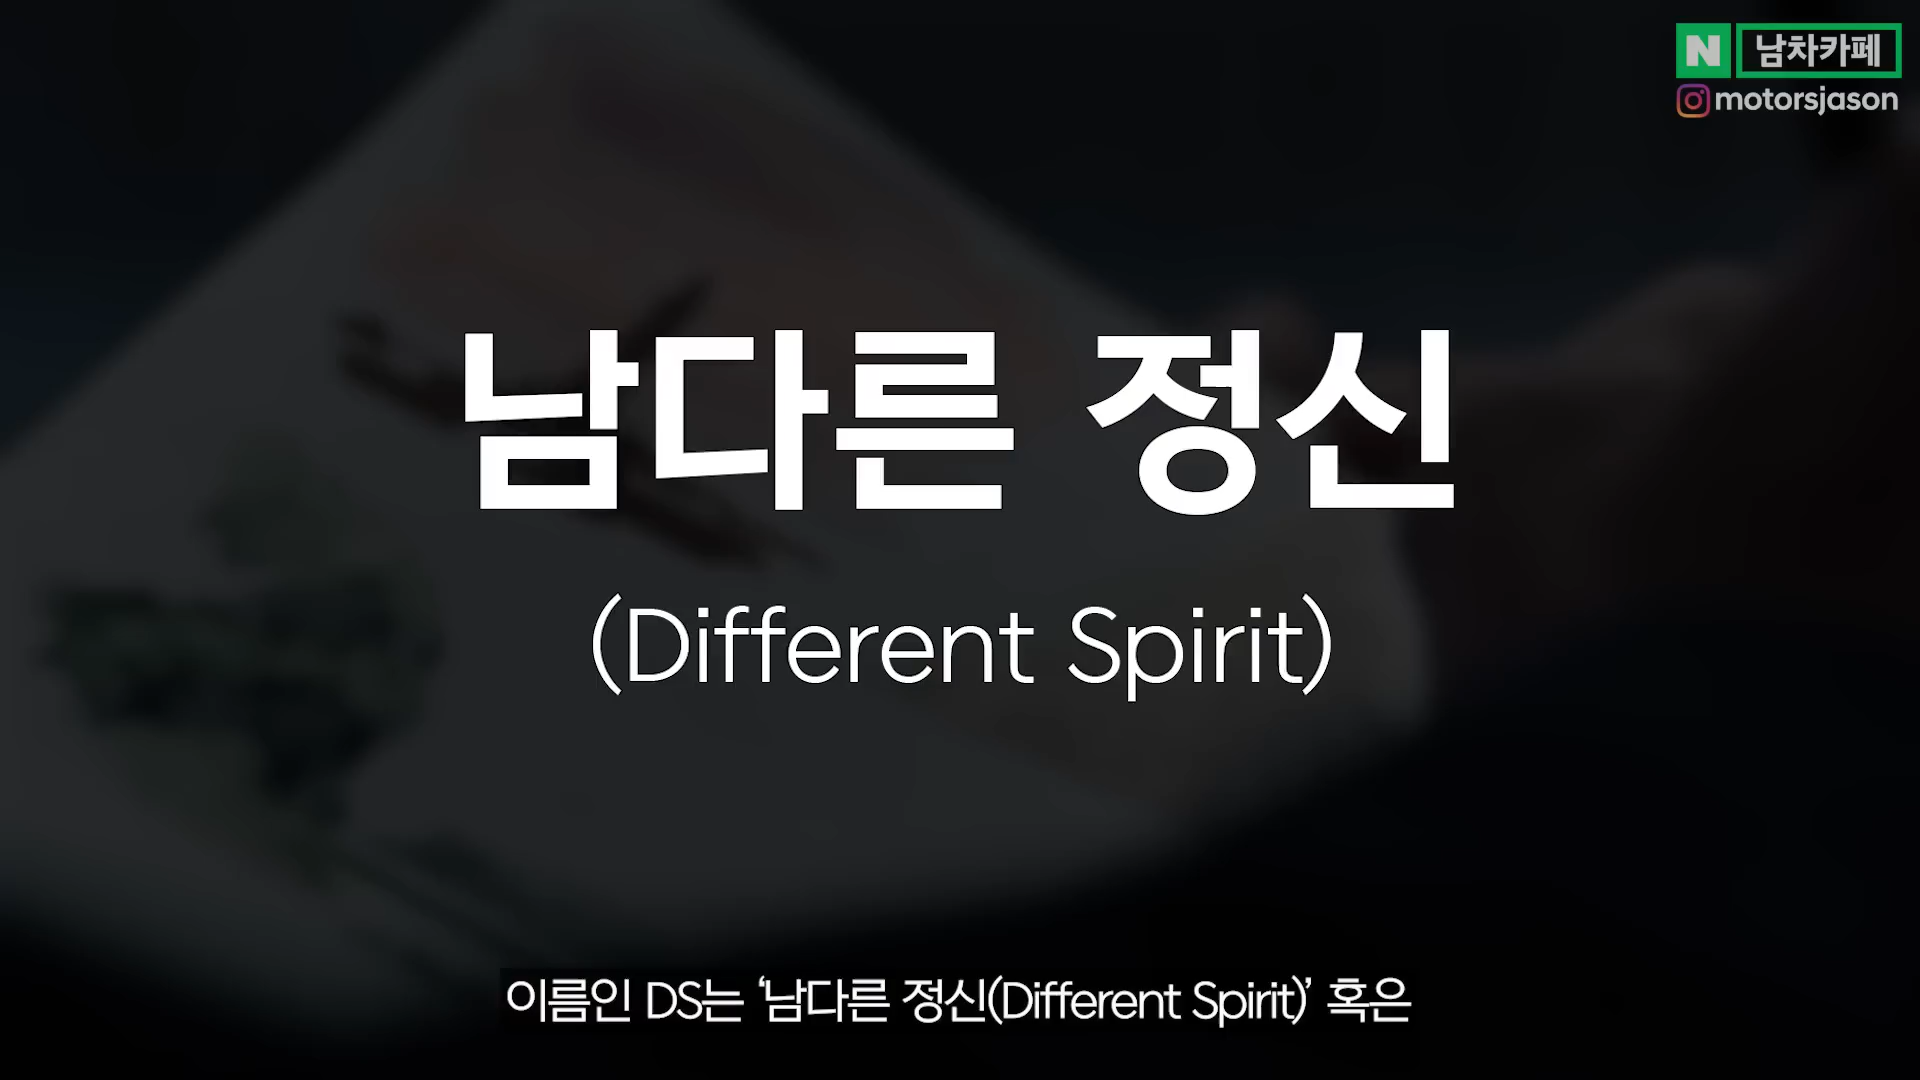 N 남차카페
motorsjason
남다른 정신
(Different Spirit)
이름인 DS는 ‘남다른 정신(Different Spirit)’ 혹은